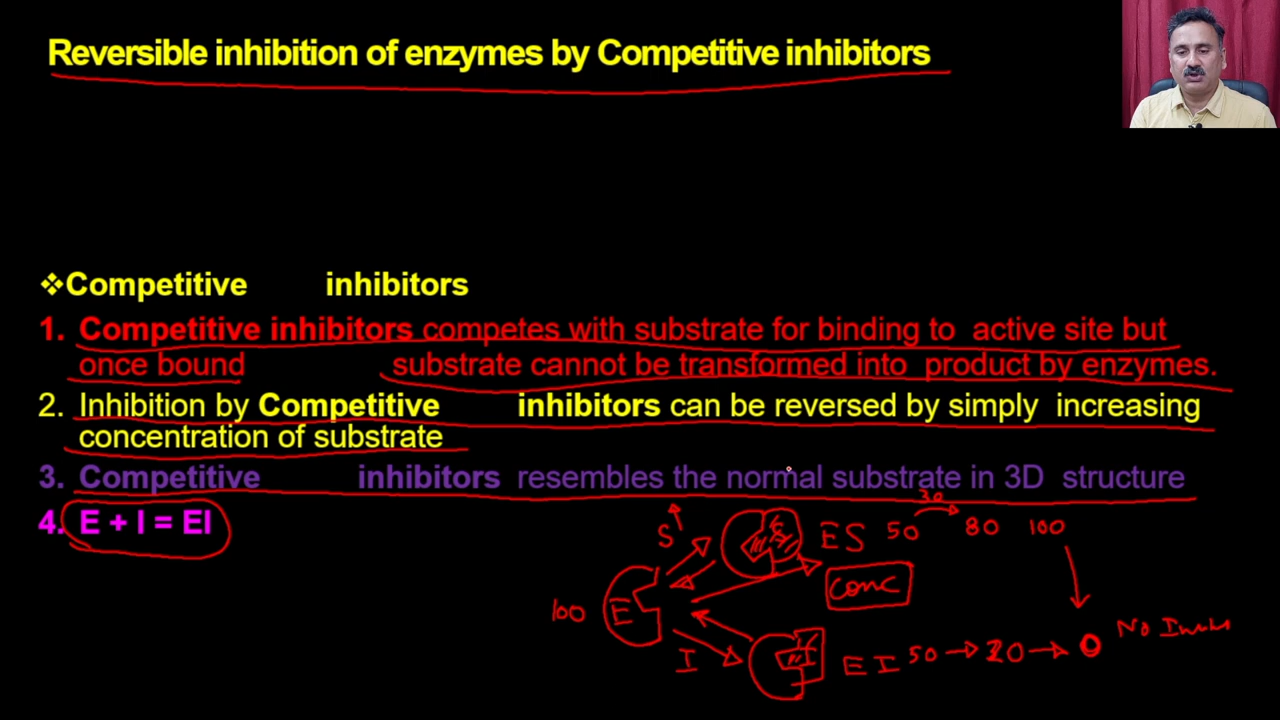 Reversible inhibition of enzymes by Competitive inhibitors
❖Competitive inhibitors
1. Competitive inhibitors competes with substrate for binding to active site but
once bound substrate cannot be transformed into product by enzymes.
2. Inhibition by Competitive inhibitors can be reversed by simply increasing
concentration of substrate
3. Competitive inhibitors resembles the normal substrate in 3D structure
4. E + I = EI
30
S ES 50 80 100
conc
100 E
No
I EI 50 → 20 → 0